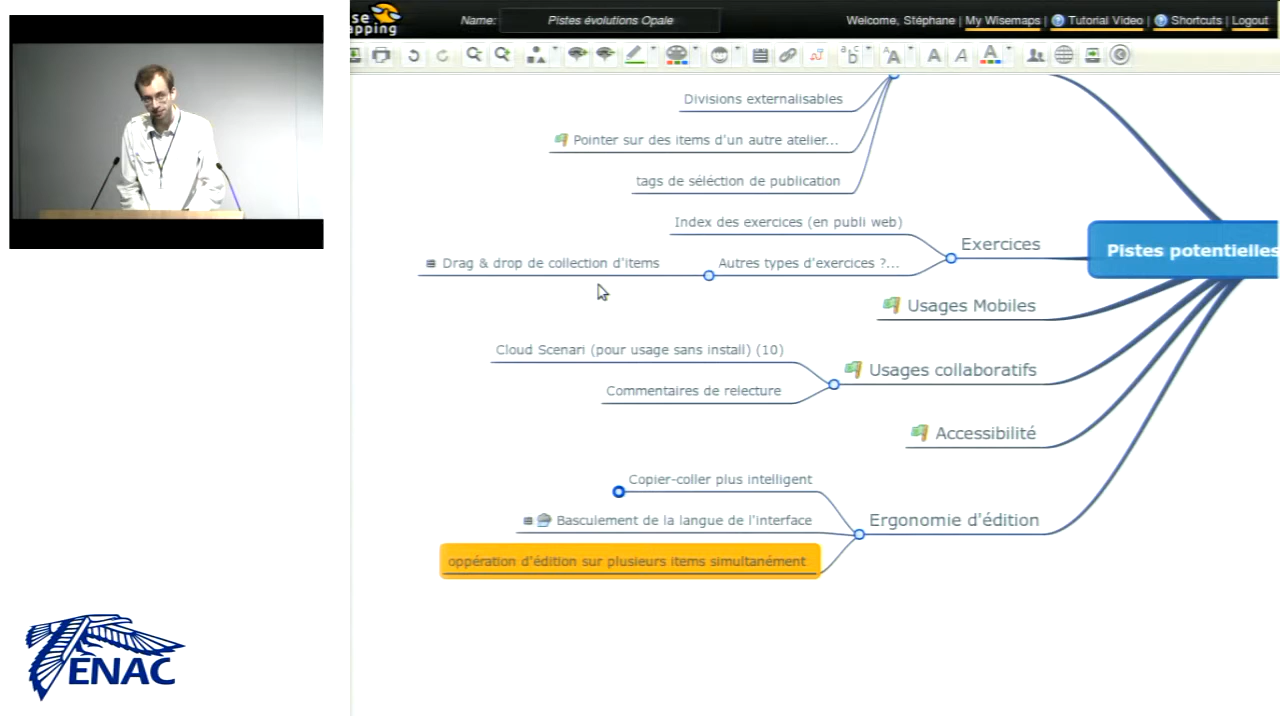 se
apping
Name:
Pistes évolutions Opale
Welcome, Stéphane | My Wisemaps | Tutorial Video | Shortcuts | Logout
Divisions externalisables
Pointer sur des items d'un autre atelier...
tags de séléction de publication
Index des exercices (en publi web)
Exercices
Pistes potentielles
Drag & drop de collection d'items
Autres types d'exercices ?...
Usages Mobiles
Cloud Scenari (pour usage sans install) (10)
Usages collaboratifs
Commentaires de relecture
Accessibilité
Copier-coller plus intelligent
Ergonomie d'édition
Basculement de la langue de l'interface
oppération d'édition sur plusieurs items simultanément
ENAC